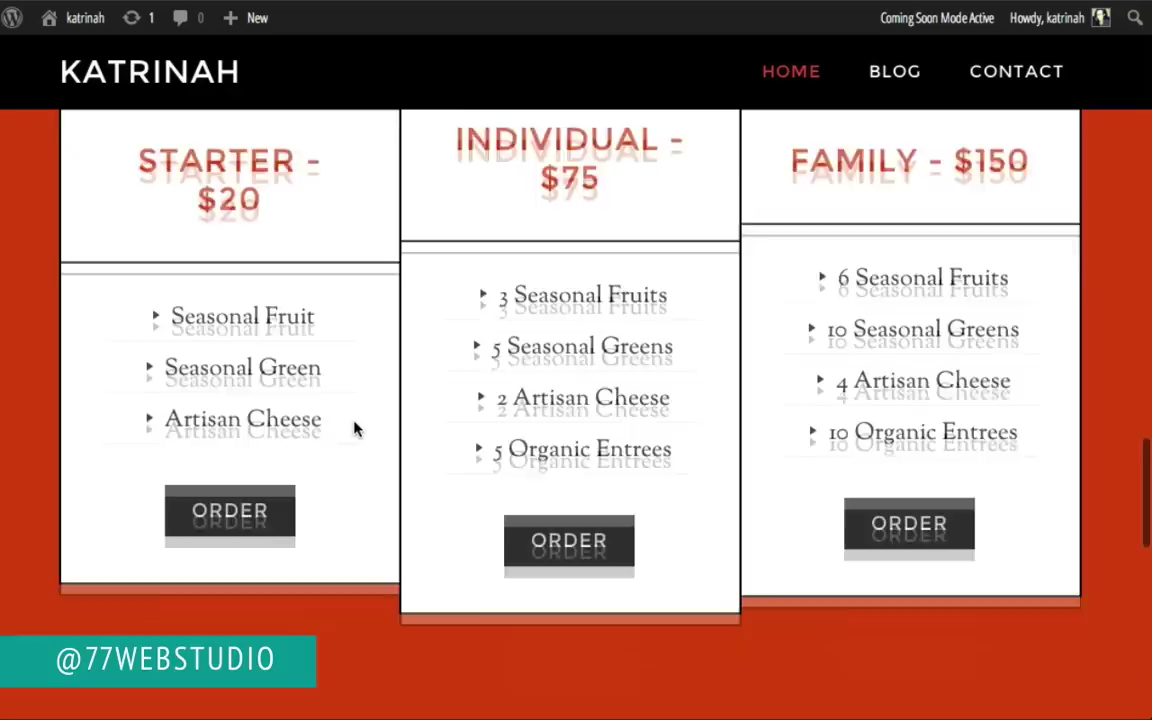 katrinah 1 0 New Coming Soon Mode Active Howdy, katrinah
KATRINAH HOME BLOG CONTACT
STARTER -
$20
Seasonal Fruit
Seasonal Green
Artisan Cheese
ORDER
INDIVIDUAL -
$75
3 Seasonal Fruits
5 Seasonal Greens
2 Artisan Cheese
5 Organic Entrees
ORDER
FAMILY - $150
6 Seasonal Fruits
10 Seasonal Greens
4 Artisan Cheese
10 Organic Entrees
ORDER
@77WEBSTUDIO